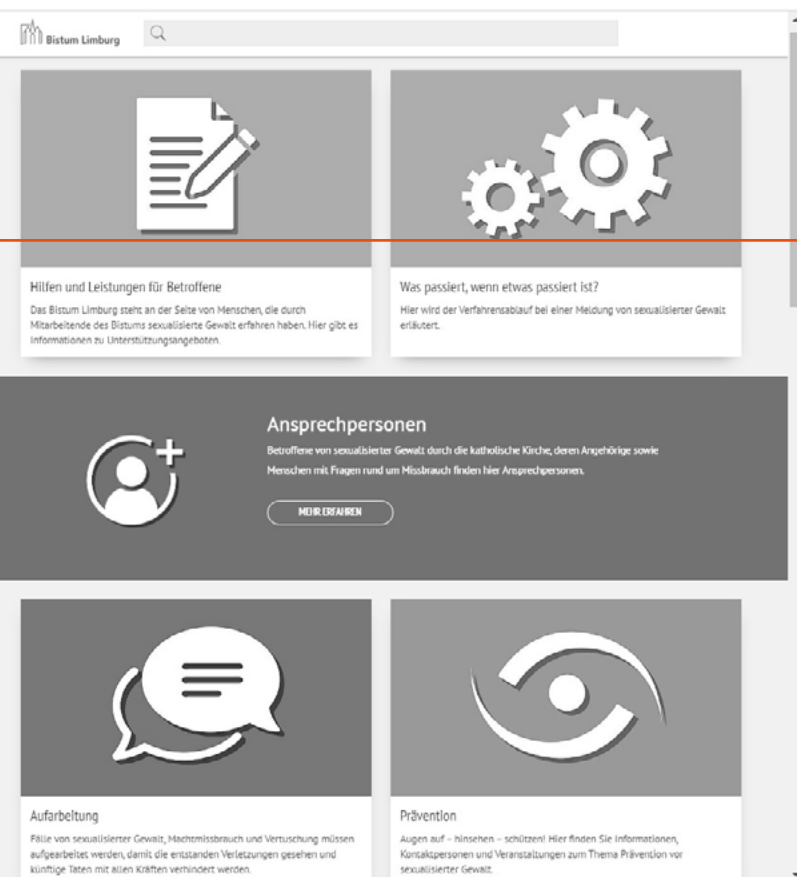 Bistum Limburg
Hilfen und Leistungen für Betroffene
Das Bistum Limburg steht an der Seite von Menschen, die durch
Mitarbeitende des Bistums sexualisierte Gewalt erfahren haben. Hier gibt es
Informationen zu Unterstützungsangeboten.
Was passiert, wenn etwas passiert ist?
Hier wird der Verfahrensablauf bei einer Meldung von sexualisierter Gewalt
erläutert.
Ansprechpersonen
Betroffene von sexualisierter Gewalt durch die katholische Kirche, deren Angehörige sowie
Menschen mit Fragen rund um Missbrauch finden hier Ansprechpersonen.
MEHR ERFAHREN
Aufarbeitung
Fälle von sexualisierter Gewalt, Machtmissbrauch und Vertuschung müssen
aufgearbeitet werden, damit die entstanden Verletzungen gesehen und
künftige Taten mit allen Kräften verhindert werden.
Prävention
Augen auf – hinsehen – schützen! Hier finden Sie Informationen,
Kontaktpersonen und Veranstaltungen zum Thema Prävention vor
sexualisierter Gewalt.